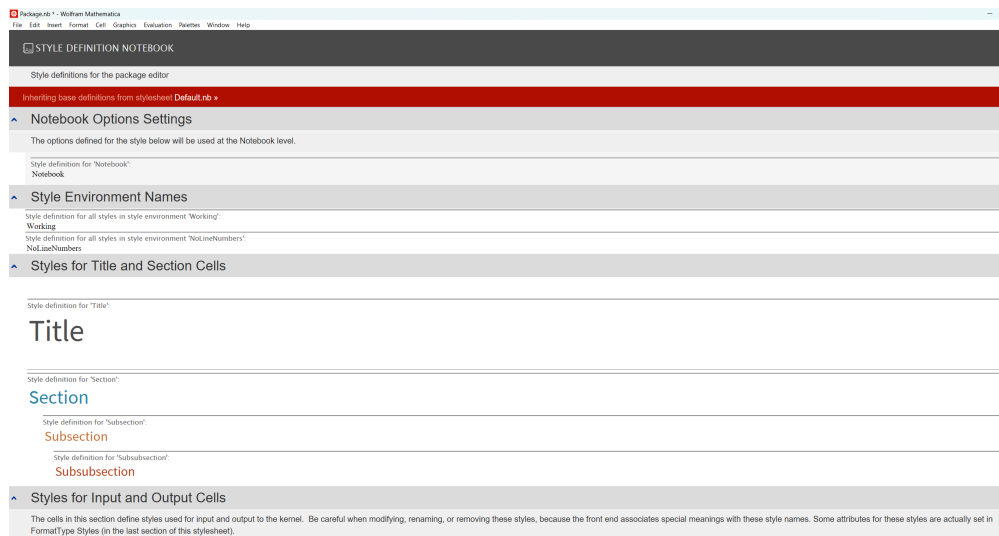 Package.nb * - Wolfram Mathematica
File Edit Insert Format Cell Graphics Evaluation Palettes Window Help
STYLE DEFINITION NOTEBOOK
Style definitions for the package editor
Inheriting base definitions from stylesheet Default.nb »
Notebook Options Settings
The options defined for the style below will be used at the Notebook level.
Style definition for 'Notebook':
Notebook
Style Environment Names
Style definition for all styles in style environment 'Working':
Working
Style definition for all styles in style environment 'NoLineNumbers':
NoLineNumbers
Styles for Title and Section Cells
Style definition for 'Title':
Title
Style definition for 'Section':
Section
Style definition for 'Subsection':
Subsection
Style definition for 'Subsubsection':
Subsubsection
Styles for Input and Output Cells
The cells in this section define styles used for input and output to the kernel.  Be careful when modifying, renaming, or removing these styles, because the front end associates special meanings with these style names. Some attributes for these styles are actually set in
FormatType Styles (in the last section of this stylesheet).